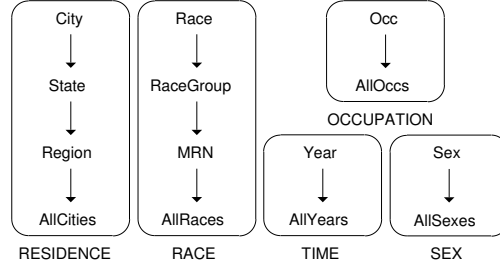 City
State
Region
AllCities
RESIDENCE
Race
RaceGroup
MRN
AllRaces
RACE
Occ
AllOccs
OCCUPATION
Year
AllYears
TIME
Sex
AllSexes
SEX